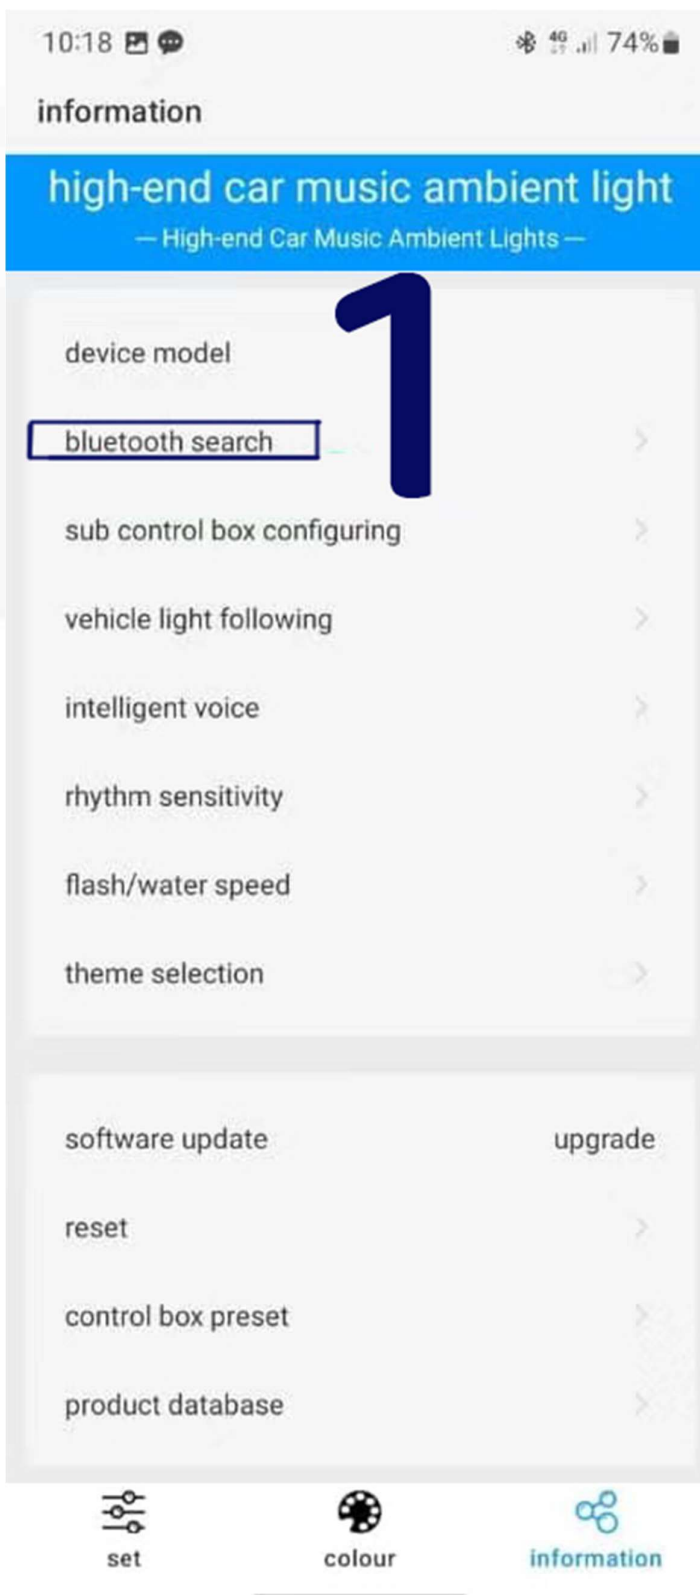 10:18
4G
74%
information
high-end car music ambient light
— High-end Car Music Ambient Lights —
1
device model
bluetooth search
sub control box configuring
vehicle light following
intelligent voice
rhythm sensitivity
flash/water speed
theme selection
software update upgrade
reset
control box preset
product database
set colour information